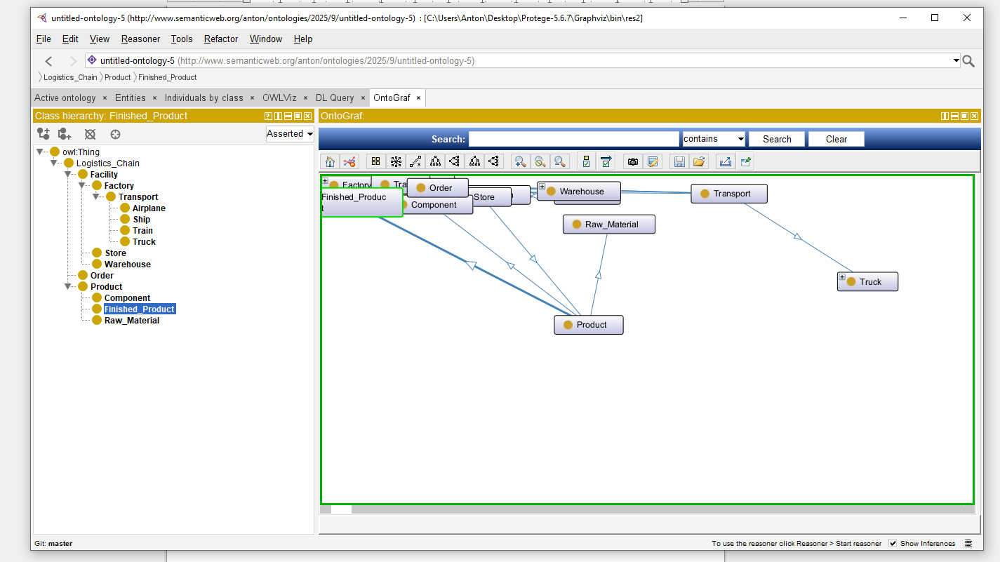 untitled-ontology-5 (http://www.semanticweb.org/anton/ontologies/2025/9/untitled-ontology-5) : [C:\Users\Anton\Desktop\Protege-5.6.7\Graphviz\bin\res2]
File Edit View Reasoner Tools Refactor Window Help
untitled-ontology-5 (http://www.semanticweb.org/anton/ontologies/2025/9/untitled-ontology-5)
Logistics_Chain Product Finished_Product
Active ontology × Entities × Individuals by class × OWLViz × DL Query × OntoGraf ×
Class hierarchy: Finished_Product
Asserted
owl:Thing
Logistics_Chain
Facility
Factory
Transport
Airplane
Ship
Train
Truck
Store
Warehouse
Order
Product
Component
Finished_Product
Raw_Material
OntoGraf:
Search: contains Search Clear
Factory
Tra
Order
Finished_Produc
t
Component
Store
Warehouse
Transport
Raw_Material
Truck
Product
Git: master
To use the reasoner click Reasoner > Start reasoner Show Inferences